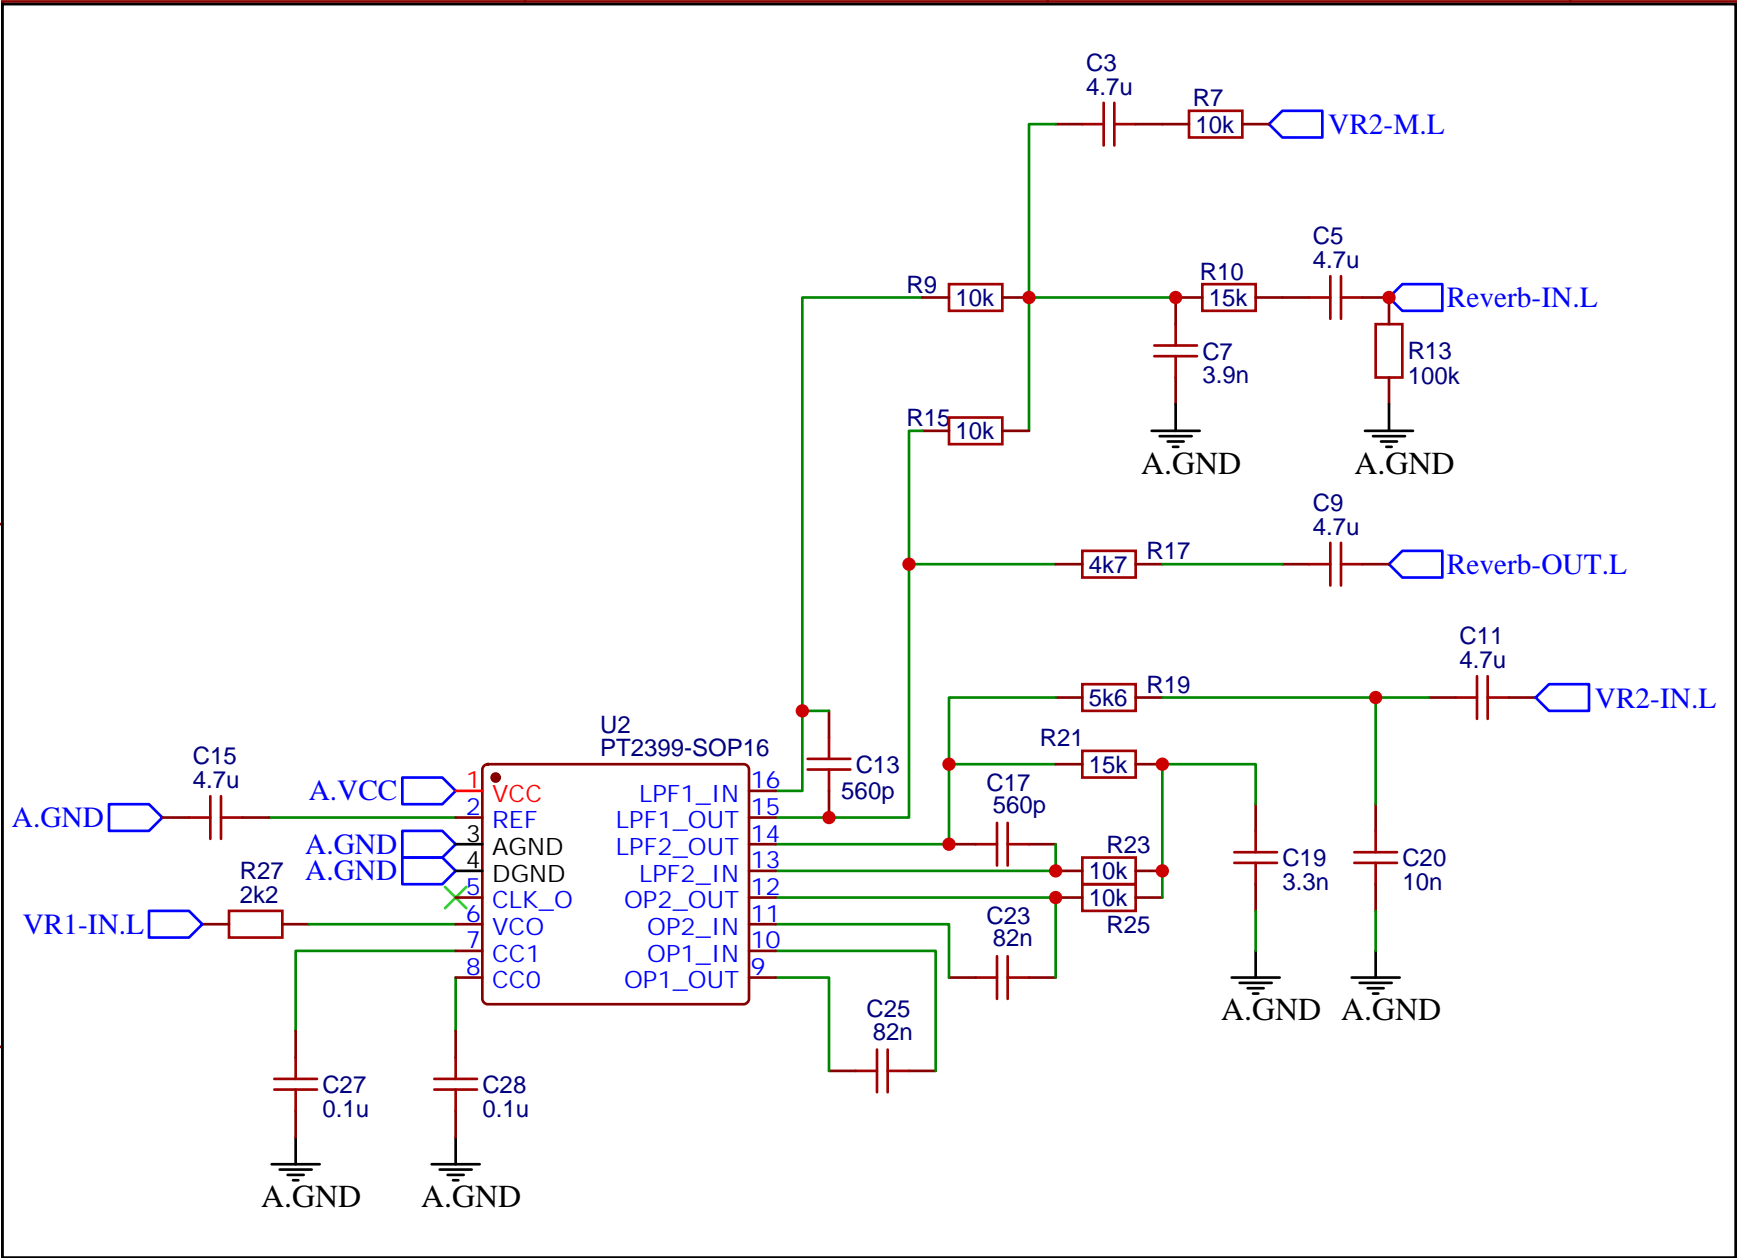 C3
4.7u
R7
10k
VR2-M.L
C5
4.7u
R9
10k
R10
15k
Reverb-IN.L
C7
3.9n
R13
100k
R15
10k
A.GND
A.GND
C9
4.7u
4k7
R17
Reverb-OUT.L
C11
4.7u
5k6
R19
VR2-IN.L
U2
PT2399-SOP16
R21
15k
C15
4.7u
C13
560p
C17
560p
A.VCC
1
VCC
LPF1_IN
16
A.GND
2
REF
LPF1_OUT
15
A.GND
3
AGND
LPF2_OUT
14
A.GND
4
DGND
LPF2_IN
13
R23
10k
C19
3.3n
C20
10n
R27
2k2
5
CLK_O
OP2_OUT
12
10k
R25
VR1-IN.L
6
VCO
OP2_IN
11
C23
82n
7
CC1
OP1_IN
10
8
CC0
OP1_OUT
9
A.GND
A.GND
C25
82n
C27
0.1u
C28
0.1u
A.GND
A.GND